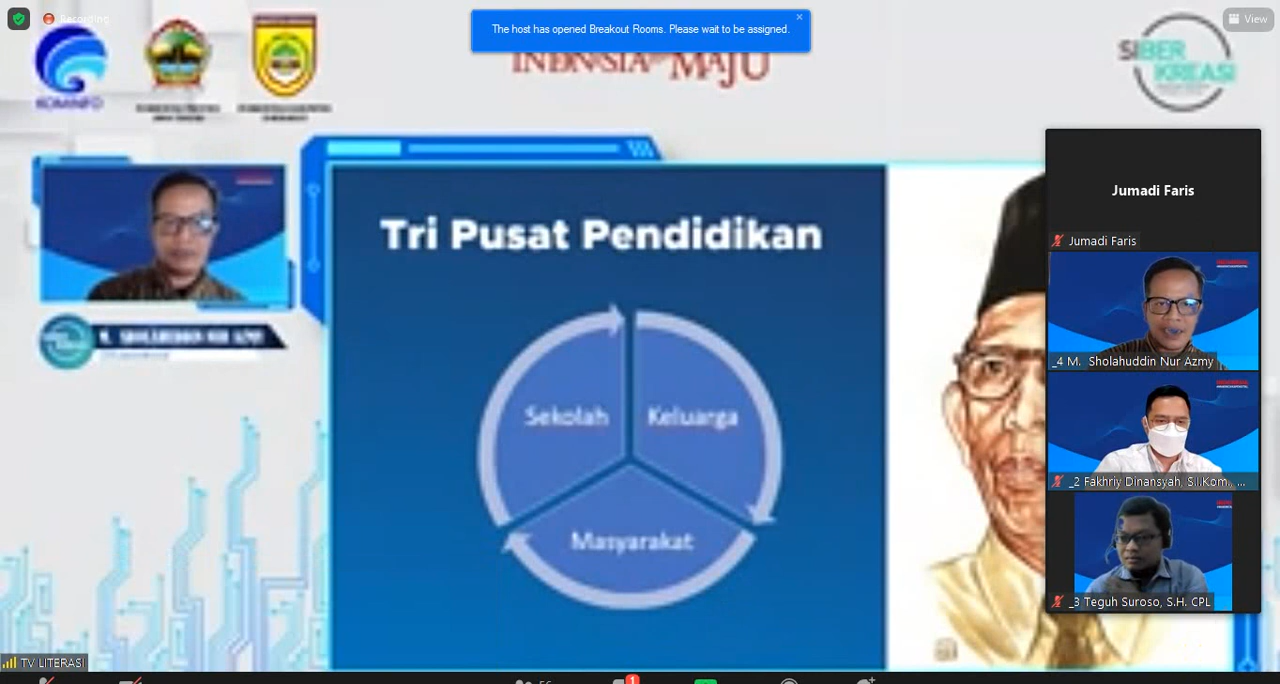 Recording
The host has opened Breakout Rooms. Please wait to be assigned.
View
KOMINFO
INDONESIA MAJU
SIBER
KREASI
Tri Pusat Pendidikan
Sekolah
Keluarga
Masyarakat
Jumadi Faris
Jumadi Faris
_4 M. Sholahuddin Nur Azmy
_2 Fakhriy Dinansyah, S.I.Kom., ...
_3 Teguh Suroso, S.H. CPL
TV LITERASI
1